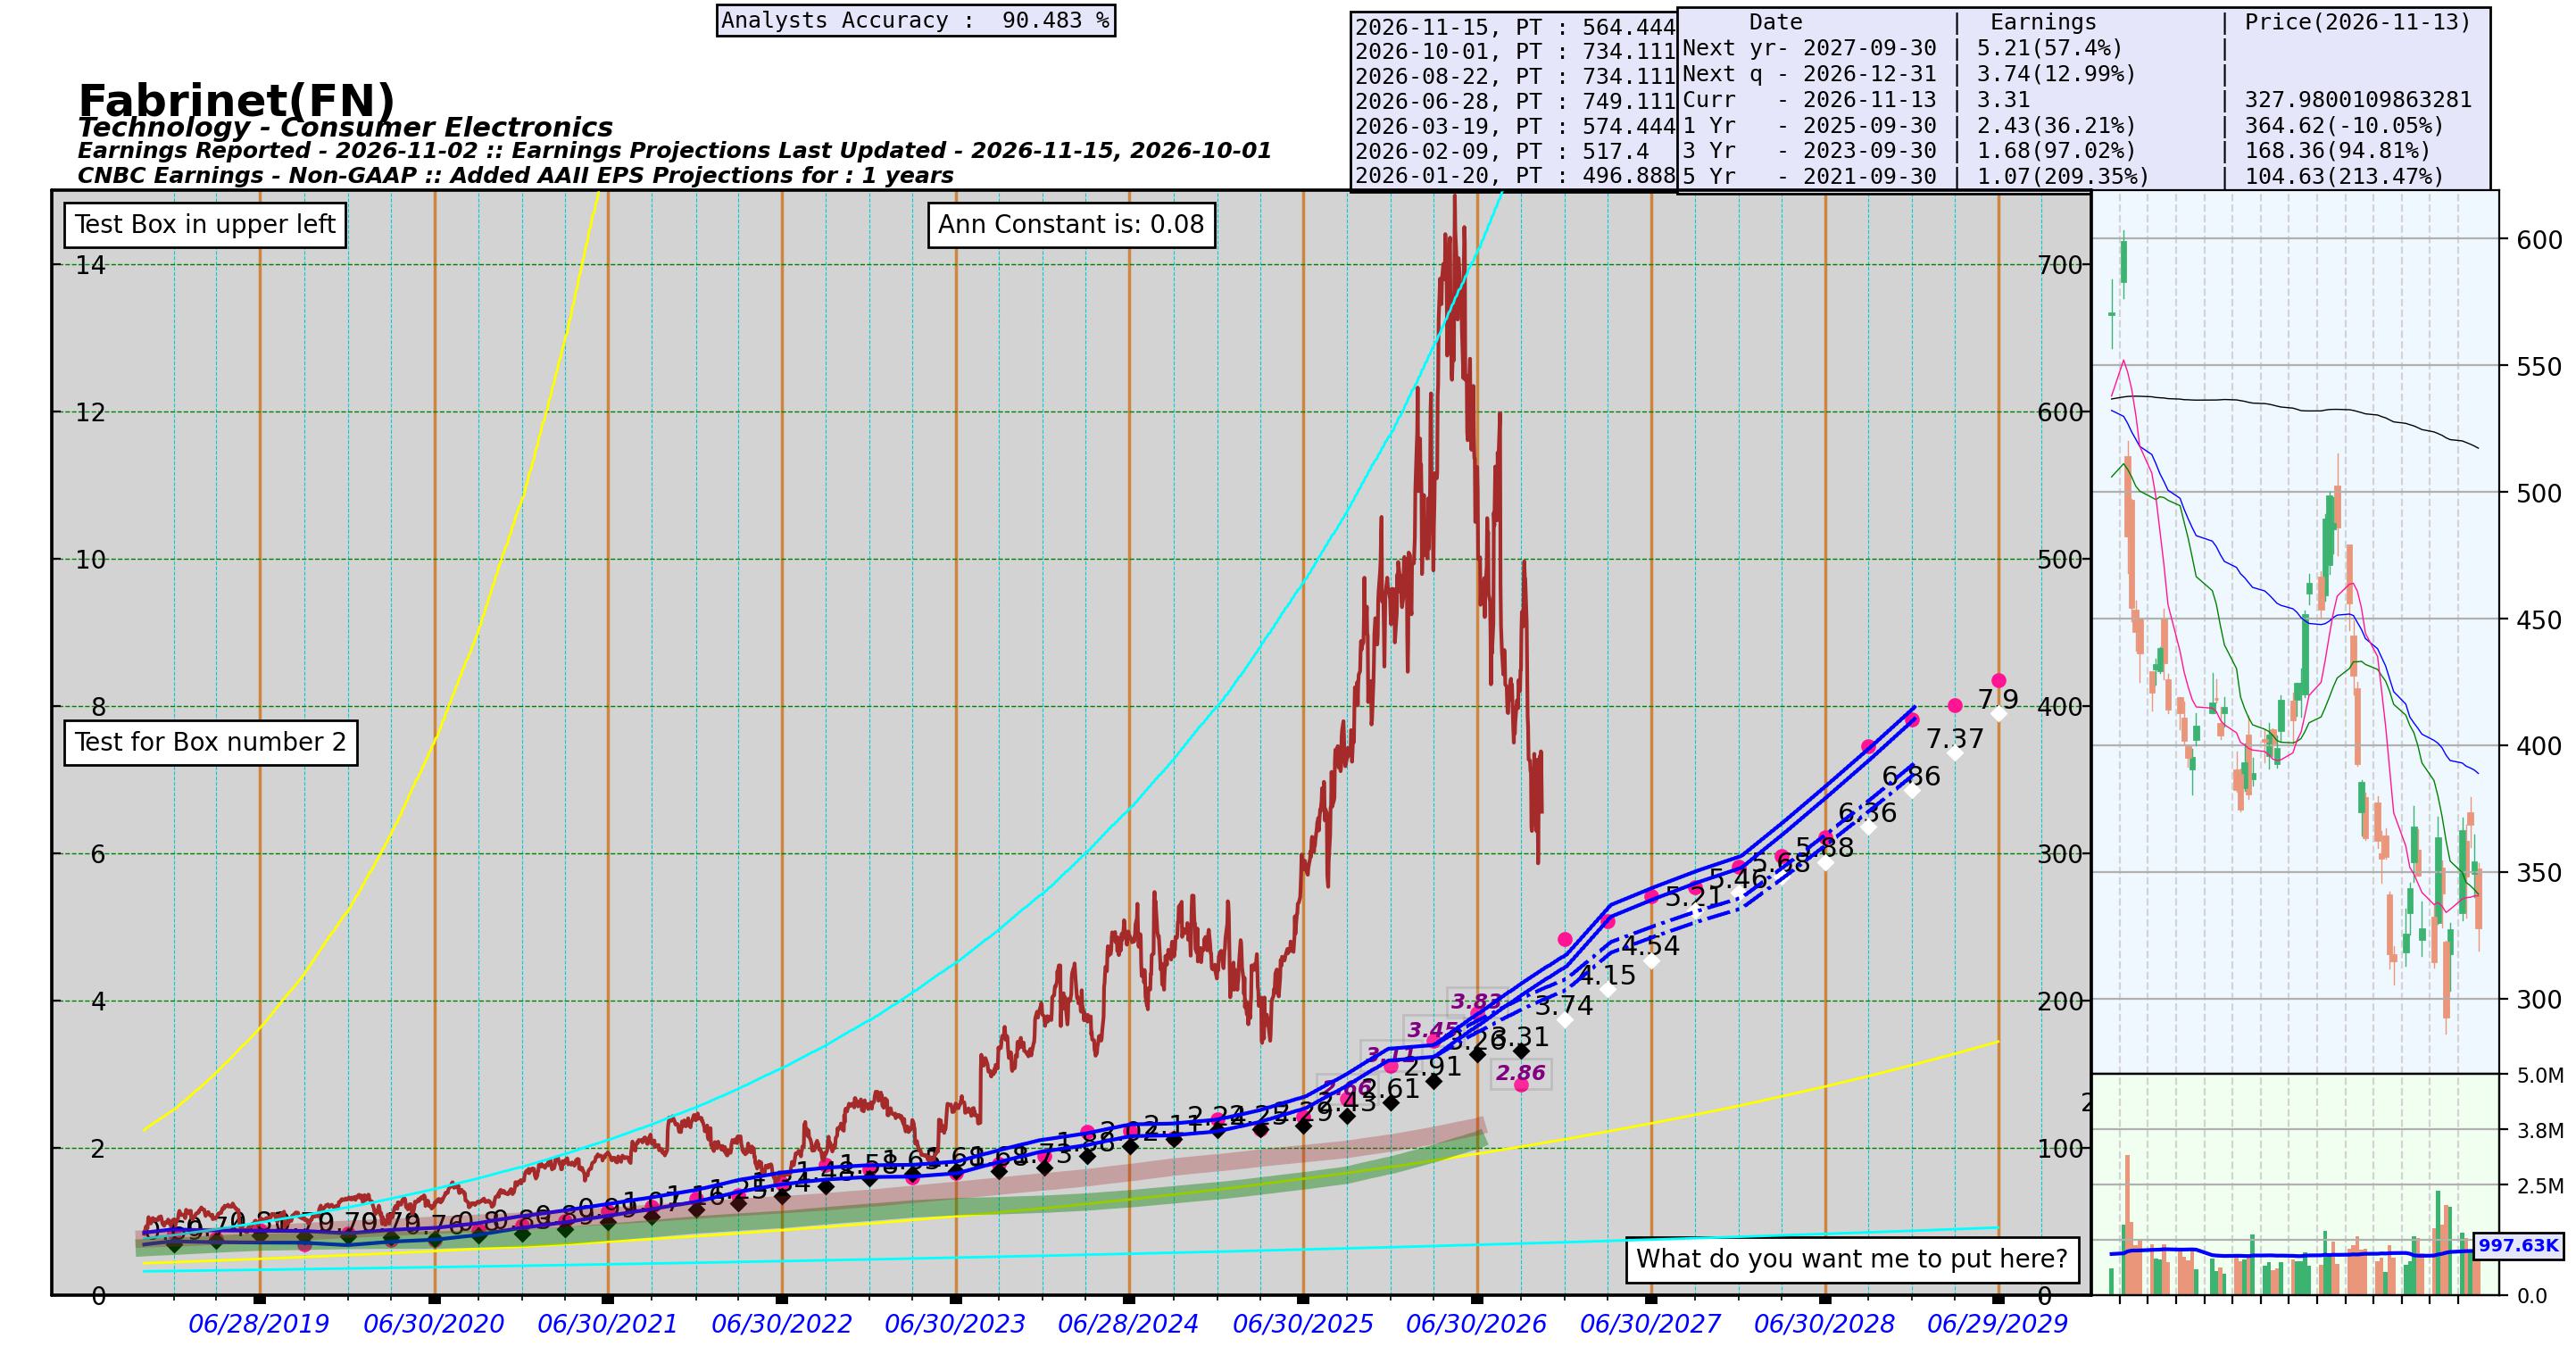 Analysts Accuracy :  90.483 %
2026-11-15, PT : 564.444
2026-10-01, PT : 734.111
2026-08-22, PT : 734.111
2026-06-28, PT : 749.111
2026-03-19, PT : 574.444
2026-02-09, PT : 517.4
2026-01-20, PT : 496.888
Date | Earnings | Price(2026-11-13)
Next yr- 2027-09-30 | 5.21(57.4%) |
Next q - 2026-12-31 | 3.74(12.99%) |
Curr - 2026-11-13 | 3.31 | 327.9800109863281
1 Yr - 2025-09-30 | 2.43(36.21%) | 364.62(-10.05%)
3 Yr - 2023-09-30 | 1.68(97.02%) | 168.36(94.81%)
5 Yr - 2021-09-30 | 1.07(209.35%) | 104.63(213.47%)
Fabrinet(FN)
Technology - Consumer Electronics
Earnings Reported - 2026-11-02 :: Earnings Projections Last Updated - 2026-11-15, 2026-10-01
CNBC Earnings - Non-GAAP :: Added AAII EPS Projections for : 1 years
Test Box in upper left
Ann Constant is: 0.08
Test for Box number 2
What do you want me to put here?
14
12
10
8
6
4
2
0
700
600
500
400
300
200
100
0
7.9
7.37
6.86
6.36
5.88
5.68
5.46
5.21
4.54
4.15
3.74
3.31
3.26
2.91
2.61
2.43
2.29
3.83
3.45
3.11
2.66
2.86
600
550
500
450
400
350
300
5.0M
3.8M
2.5M
997.63K
0.0
06/28/2019
06/30/2020
06/30/2021
06/30/2022
06/30/2023
06/28/2024
06/30/2025
06/30/2026
06/30/2027
06/30/2028
06/29/2029